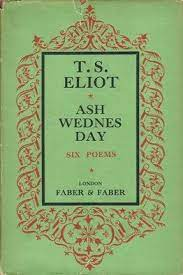 T. S.
ELIOT
ASH
WEDNES
DAY
SIX POEMS
LONDON
FABER & FABER